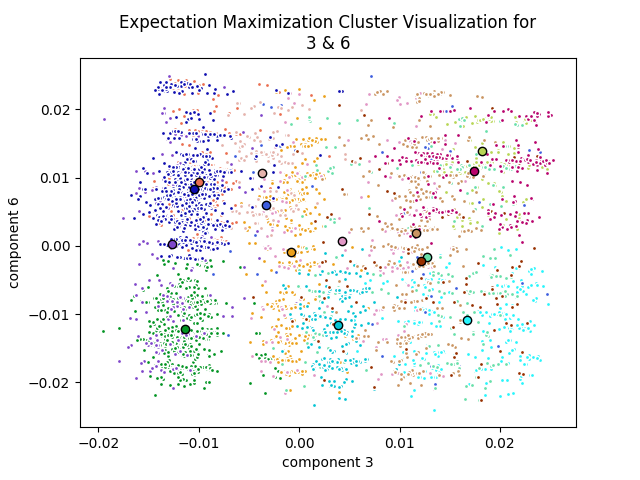 Expectation Maximization Cluster Visualization for
3 & 6
component 6
0.02
0.01
0.00
−0.01
−0.02
−0.02
−0.01
0.00
0.01
0.02
component 3